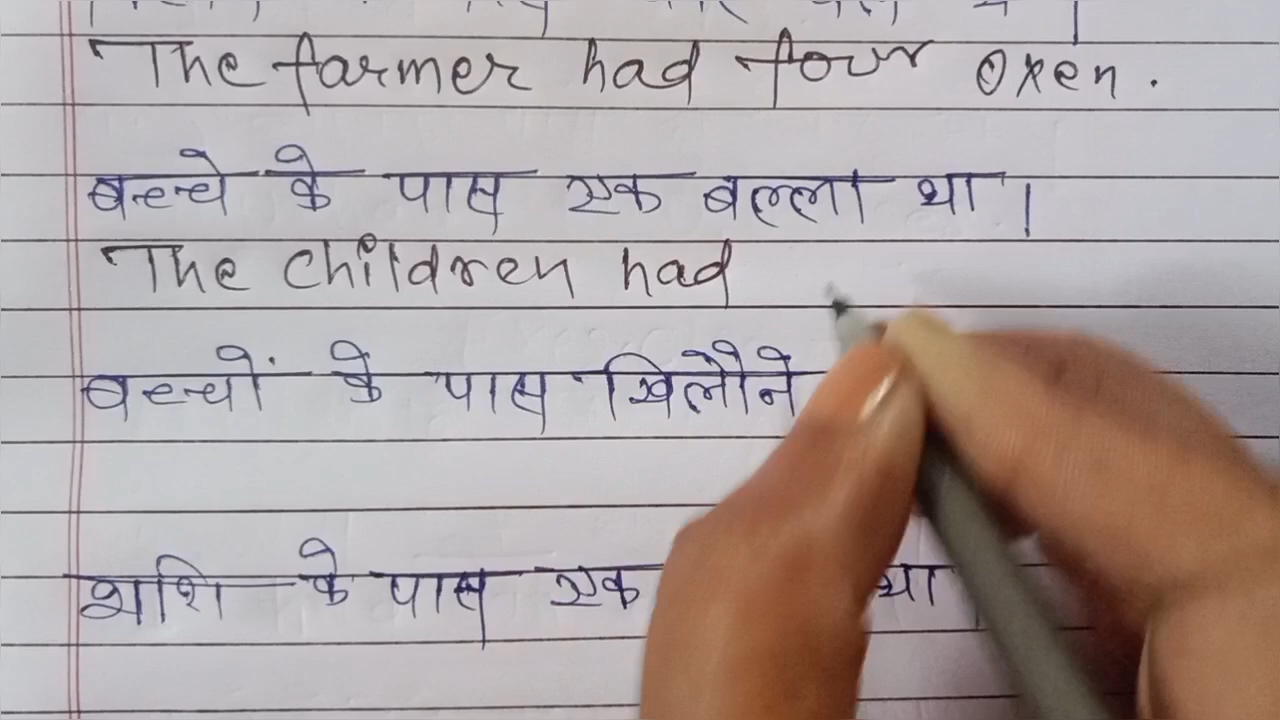 The farmer had four oxen.
बच्चे के पास एक बल्ला था।
The children had
बच्चों के पास खिलौने
शशि के पास एक था